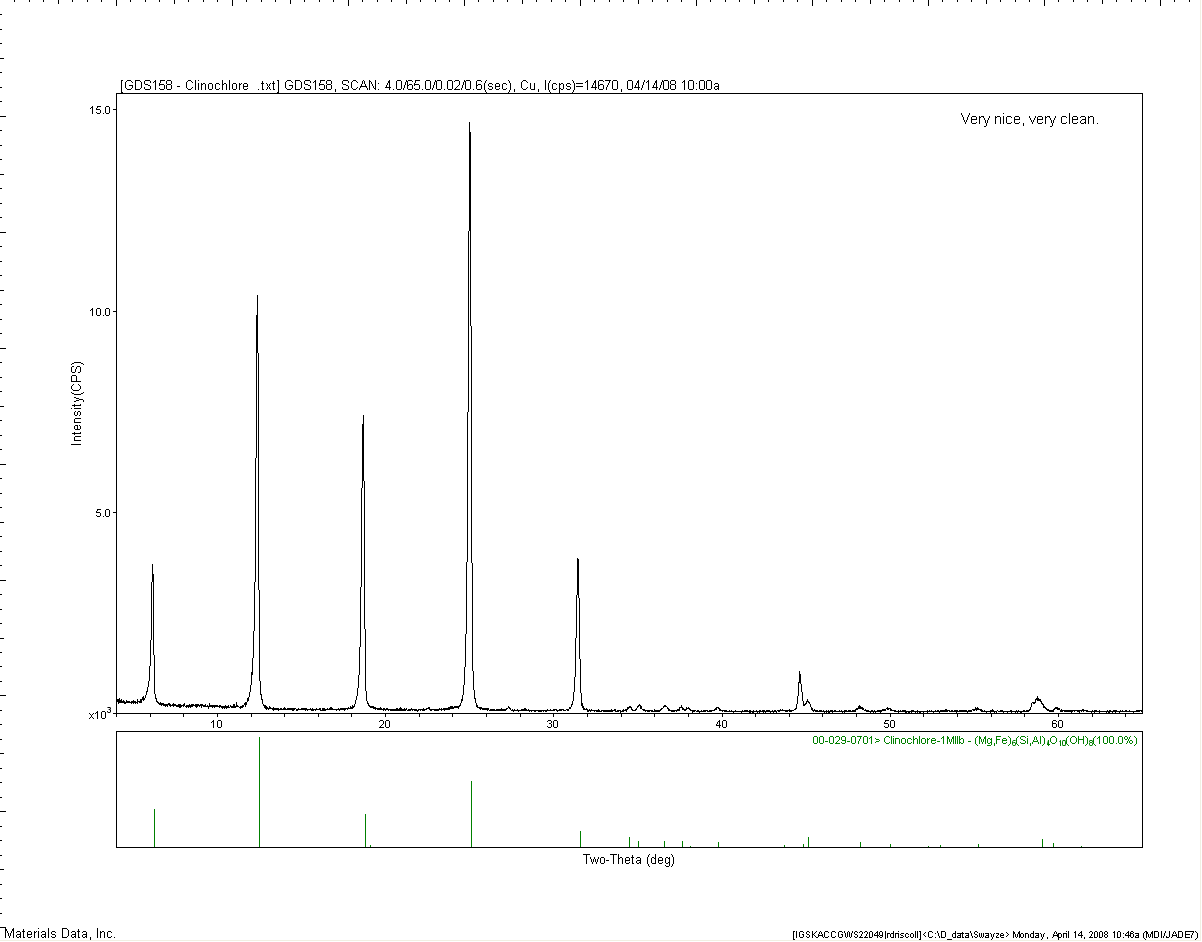 [GDS158 - Clinochlore .txt] GDS158, SCAN: 4.0/65.0/0.02/0.6(sec), Cu, I(cps)=14670, 04/14/08 10:00a
Very nice, very clean.
15.0
10.0
Intensity(CPS)
5.0
x10³
10 20 30 40 50 60
00-029-0701> Clinochlore-1MIIb - (Mg,Fe)₆(Si,Al)₄O₁₀(OH)₈(100.0%)
Two-Theta (deg)
Materials Data, Inc.
[IGSKACCGWS22049|rdriscoll]<C:\D_data\Swayze> Monday, April 14, 2008 10:46a (MDI/JADE7)